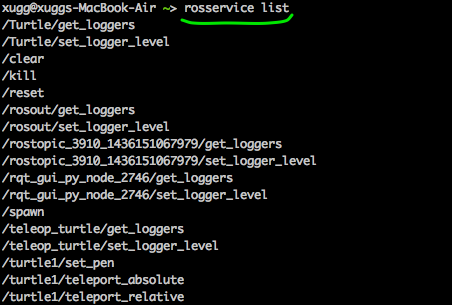 xugg@xuggs-MacBook-Air ~> rosservice list
/Turtle/get_loggers
/Turtle/set_logger_level
/clear
/kill
/reset
/rosout/get_loggers
/rosout/set_logger_level
/rostopic_3910_1436151067979/get_loggers
/rostopic_3910_1436151067979/set_logger_level
/rqt_gui_py_node_2746/get_loggers
/rqt_gui_py_node_2746/set_logger_level
/spawn
/teleop_turtle/get_loggers
/teleop_turtle/set_logger_level
/turtle1/set_pen
/turtle1/teleport_absolute
/turtle1/teleport_relative